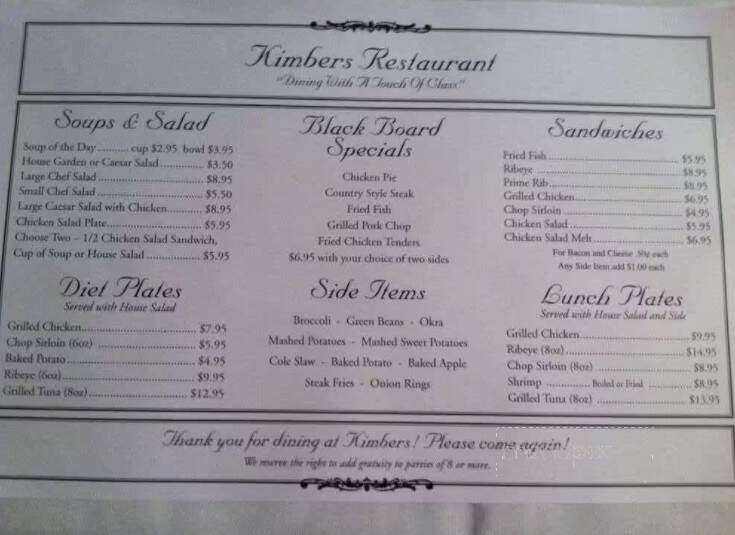 Kimbers Restaurant
"Dining With A Touch Of Class"
Soups & Salad
Soup of the Day .......... cup $2.95 bowl $3.95
House Garden or Caesar Salad .............. $3.50
Large Chef Salad .............. $8.95
Small Chef Salad .............. $5.50
Large Caesar Salad with Chicken........... $8.95
Chicken Salad Plate.............. $5.95
Choose Two – 1/2 Chicken Salad Sandwich,
Cup of Soup or House Salad .............. $5.95
Black Board
Specials
Chicken Pie
Country Style Steak
Fried Fish
Grilled Pork Chop
Fried Chicken Tenders
$6.95 with your choice of two sides
Sandwiches
Fried Fish .............. $5.95
Ribeye .............. $8.95
Prime Rib.............. $8.95
Grilled Chicken.............. $6.95
Chop Sirloin .............. $4.95
Chicken Salad .............. $5.95
Chicken Salad Melt.............. $6.95
For Bacon and Cheese .50¢ each
Any Side Item add $1.00 each
Diet Plates
Served with House Salad
Grilled Chicken.............. $7.95
Chop Sirloin (6oz) .............. $5.95
Baked Potato .............. $4.95
Ribeye (6oz).............. $9.95
Grilled Tuna (8oz).............. $12.95
Side Items
Broccoli - Green Beans - Okra
Mashed Potatoes - Mashed Sweet Potatoes
Cole Slaw - Baked Potato - Baked Apple
Steak Fries - Onion Rings
Lunch Plates
Served with House Salad and Side
Grilled Chicken.............. $9.95
Ribeye (8oz).............. $14.95
Chop Sirloin (8oz) .............. $8.95
Shrimp .............. Boiled or Fried .............. $8.95
Grilled Tuna (8oz) .............. $13.95
Thank you for dining at Kimbers! Please come again!
We reserve the right to add gratuity to parties of 8 or more.